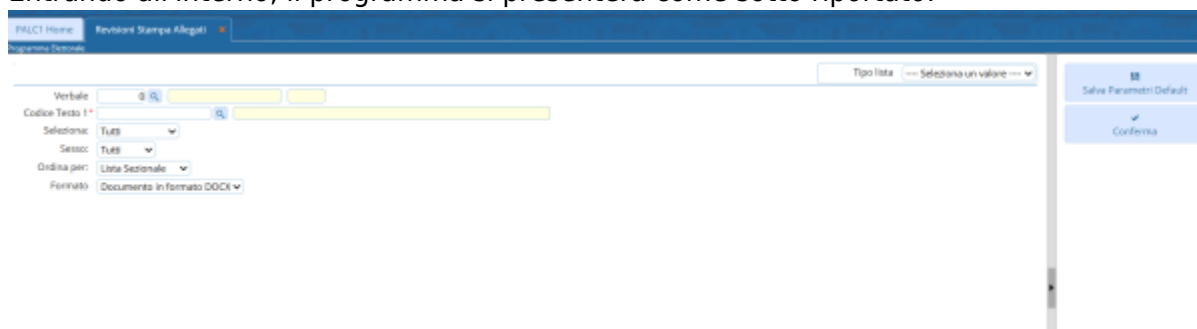 Entrando all'interno, il programma si presenterà come sotto riportato:
PALC1 Home Revisioni Stampa Allegati ×
Programma Elettorale
Tipo lista --- Seleziona un valore ---
Salva Parametri Default
Verbale 0
Codice Testo 1*
Conferma
Seleziona: Tutti
Sesso: Tutti
Ordina per: Lista Sezionale
Formato Documento in formato DOCX